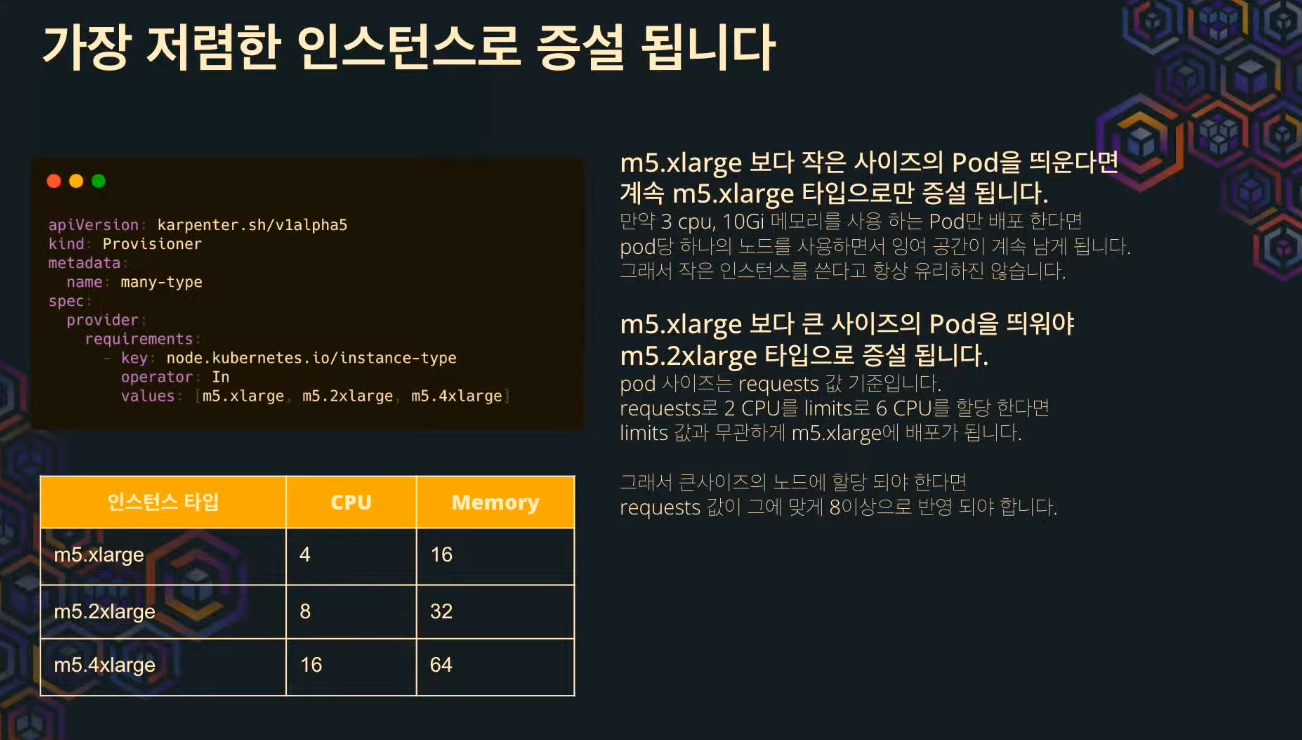 가장 저렴한 인스턴스로 증설 됩니다
apiVersion: karpenter.sh/v1alpha5
kind: Provisioner
metadata:
name: many-type
spec:
provider:
requirements:
- key: node.kubernetes.io/instance-type
operator: In
values: [m5.xlarge, m5.2xlarge, m5.4xlarge]
인스턴스 타입 CPU Memory
m5.xlarge 4 16
m5.2xlarge 8 32
m5.4xlarge 16 64
m5.xlarge 보다 작은 사이즈의 Pod을 띄운다면
계속 m5.xlarge 타입으로만 증설 됩니다.
만약 3 cpu, 10Gi 메모리를 사용 하는 Pod만 배포 한다면
pod당 하나의 노드를 사용하면서 잉여 공간이 계속 남게 됩니다.
그래서 작은 인스턴스를 쓴다고 항상 유리하진 않습니다.
m5.xlarge 보다 큰 사이즈의 Pod을 띄워야
m5.2xlarge 타입으로 증설 됩니다.
pod 사이즈는 requests 값 기준입니다.
requests로 2 CPU를 limits로 6 CPU를 할당 한다면
limits 값과 무관하게 m5.xlarge에 배포가 됩니다.
그래서 큰사이즈의 노드에 할당 되야 한다면
requests 값이 그에 맞게 8이상으로 반영 되야 합니다.